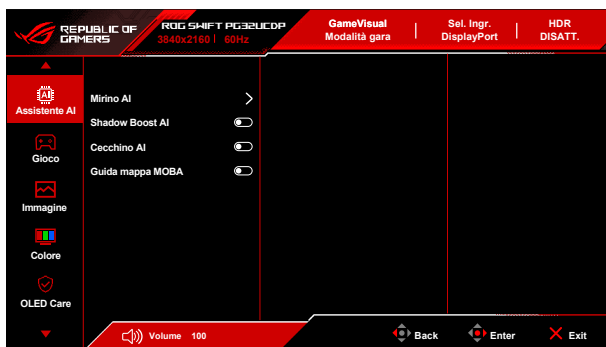 REPUBLIC OF
GAMERS
ROG SWIFT PG32UCDP
3840x2160 | 60Hz
GameVisual
Modalità gara
Sel. Ingr.
DisplayPort
HDR
DISATT.
AI
Assistente AI
Gioco
Immagine
Colore
OLED Care
Mirino AI
Shadow Boost AI
Cecchino AI
Guida mappa MOBA
Volume 100
Back
Enter
Exit